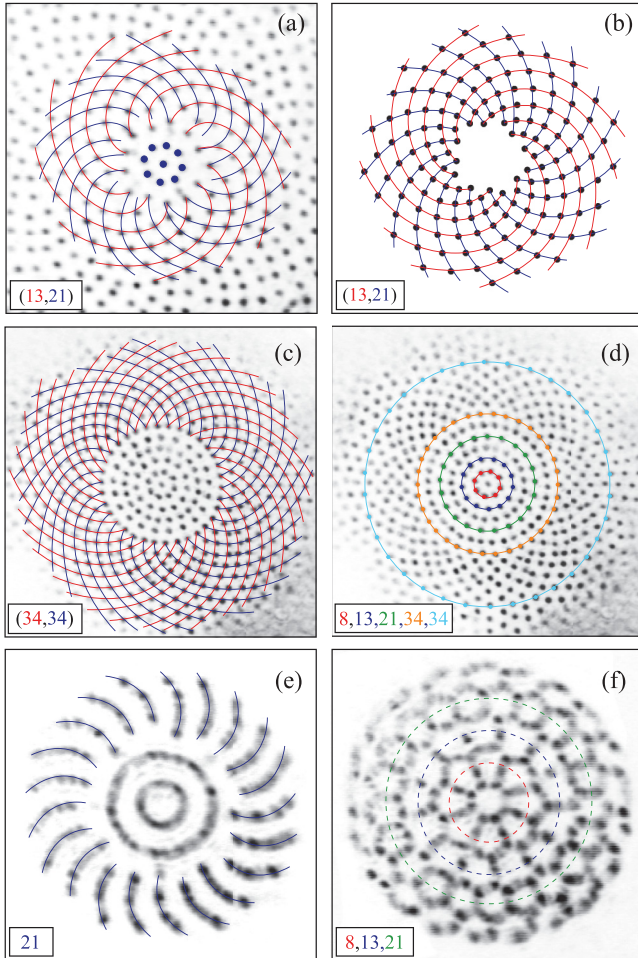 (a)
(13,21)
(b)
(13,21)
(c)
(34,34)
(d)
8,13,21,34,34
(e)
21
(f)
8,13,21